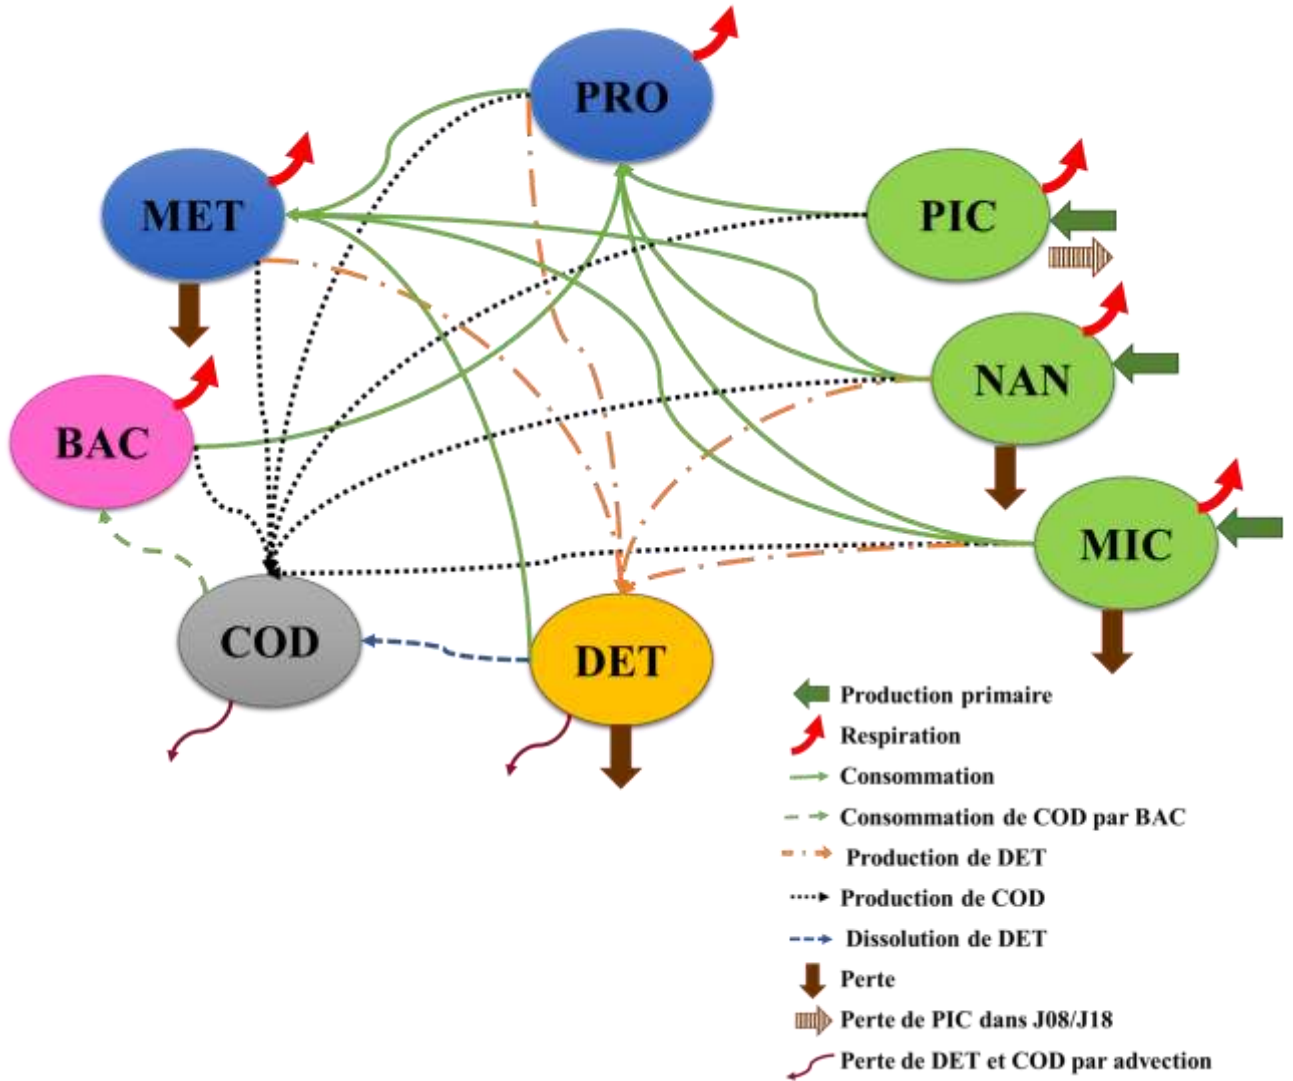 PRO
MET
PIC
NAN
BAC
MIC
COD
DET
Production primaire
Respiration
Consommation
Consommation de COD par BAC
Production de DET
Production de COD
Dissolution de DET
Perte
Perte de PIC dans J08/J18
Perte de DET et COD par advection